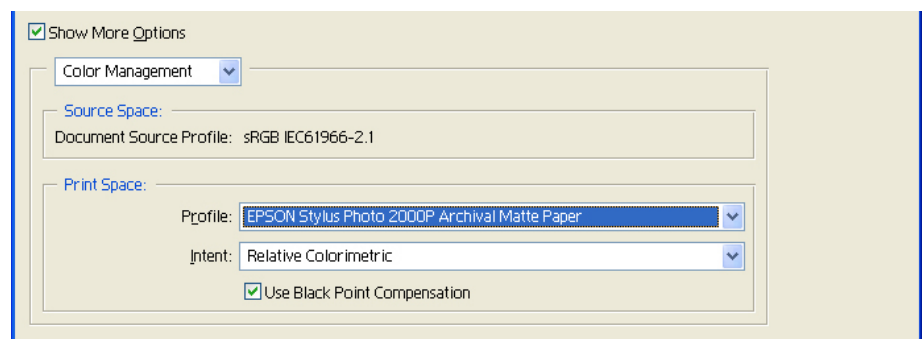 Show More Options
Color Management
Source Space:
Document Source Profile: sRGB IEC61966-2.1
Print Space:
Profile: EPSON Stylus Photo 2000P Archival Matte Paper
Intent: Relative Colorimetric
Use Black Point Compensation